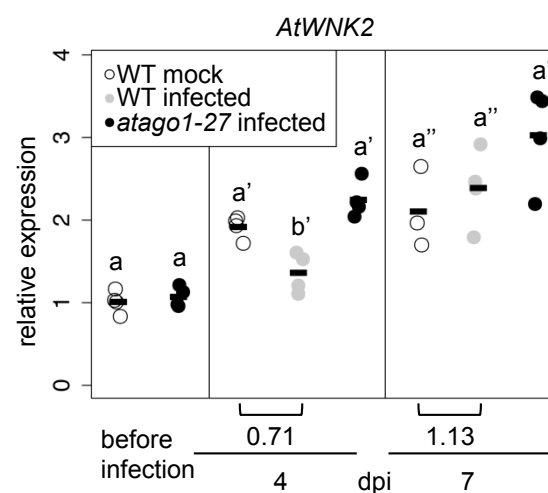 AtWNK2
WT mock
WT infected
atago1-27 infected
relative expression
4
3
2
1
0
a
a
a'
b'
a'
a''
a''
before
infection
0.71
1.13
4
dpi
7